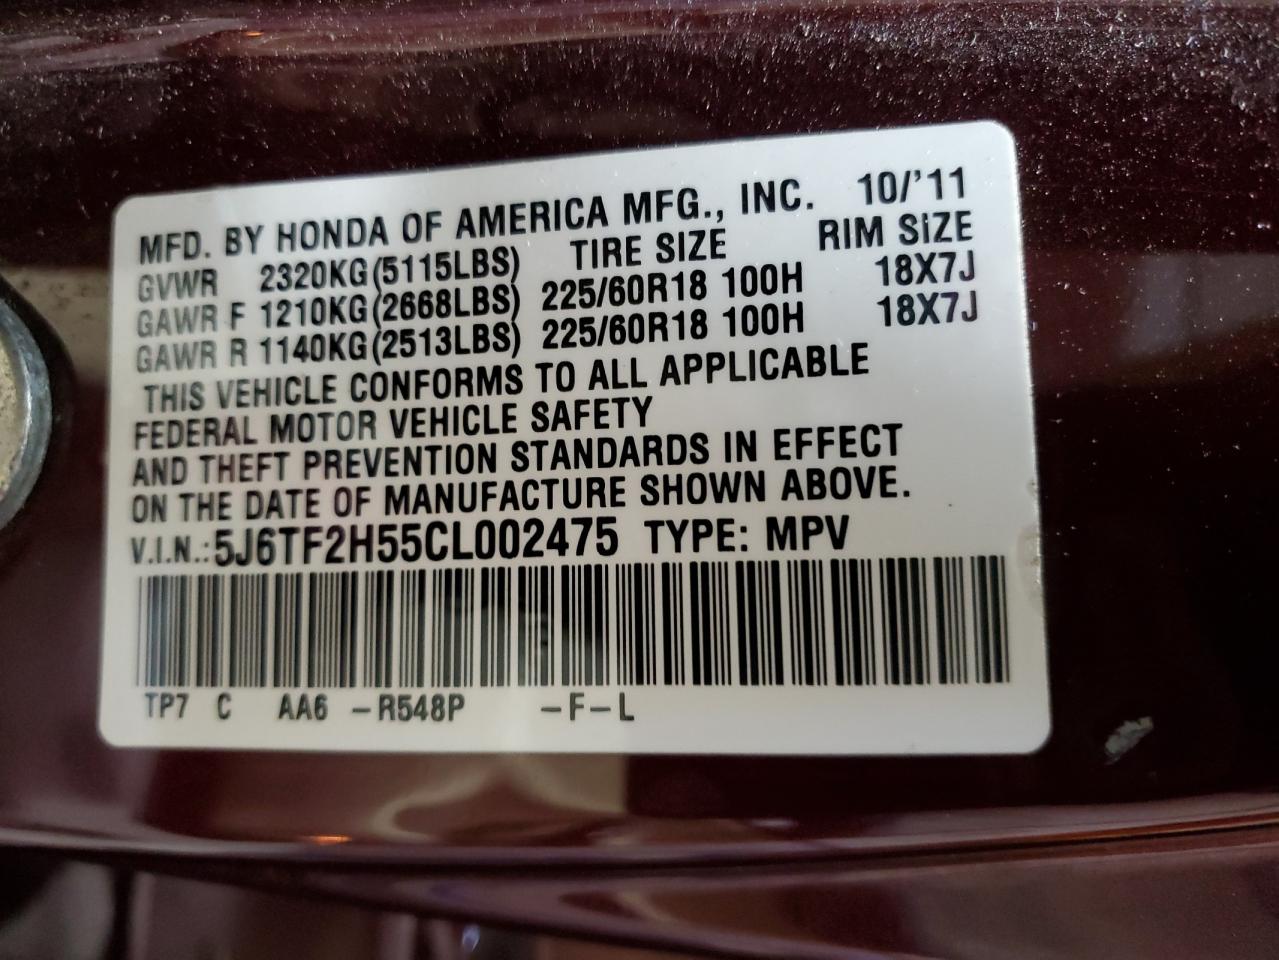 MFD. BY HONDA OF AMERICA MFG., INC. 10/'11
GVWR 2320KG(5115LBS) TIRE SIZE RIM SIZE
GAWR F 1210KG(2668LBS) 225/60R18 100H 18X7J
GAWR R 1140KG(2513LBS) 225/60R18 100H 18X7J
THIS VEHICLE CONFORMS TO ALL APPLICABLE
FEDERAL MOTOR VEHICLE SAFETY
AND THEFT PREVENTION STANDARDS IN EFFECT
ON THE DATE OF MANUFACTURE SHOWN ABOVE.
V.I.N.:5J6TF2H55CL002475 TYPE: MPV
TP7 C AA6 -R548P -F-L